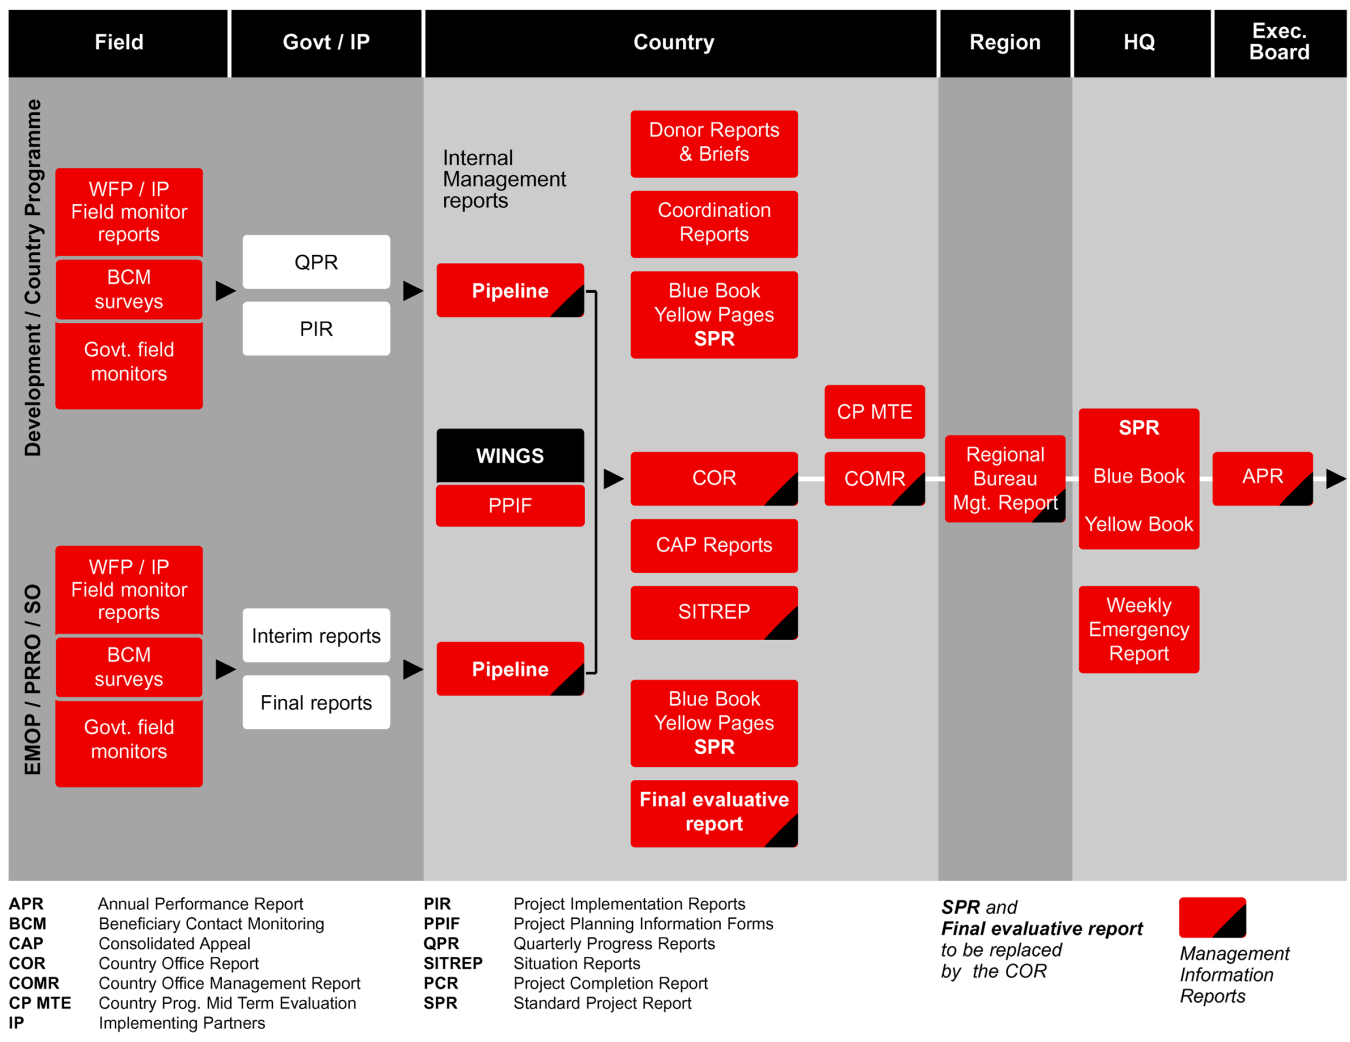 Field
Govt / IP
Country
Region
HQ
Exec.
Board
Development / Country Programme
WFP / IP
Field monitor
reports
BCM
surveys
Govt. field
monitors
QPR
PIR
Internal
Management
reports
Pipeline
WINGS
PPIF
Donor Reports
& Briefs
Coordination
Reports
Blue Book
Yellow Pages
SPR
CP MTE
COR
COMR
Regional
Bureau
Mgt. Report
SPR
Blue Book
Yellow Book
APR
CAP Reports
SITREP
Weekly
Emergency
Report
EMOP / PRRO / SO
WFP / IP
Field monitor
reports
BCM
surveys
Govt. field
monitors
Interim reports
Final reports
Pipeline
Blue Book
Yellow Pages
SPR
Final evaluative
report
APR Annual Performance Report
BCM Beneficiary Contact Monitoring
CAP Consolidated Appeal
COR Country Office Report
COMR Country Office Management Report
CP MTE Country Prog. Mid Term Evaluation
IP Implementing Partners
PIR Project Implementation Reports
PPIF Project Planning Information Forms
QPR Quarterly Progress Reports
SITREP Situation Reports
PCR Project Completion Report
SPR Standard Project Report
SPR and
Final evaluative report
to be replaced
by the COR
Management
Information
Reports